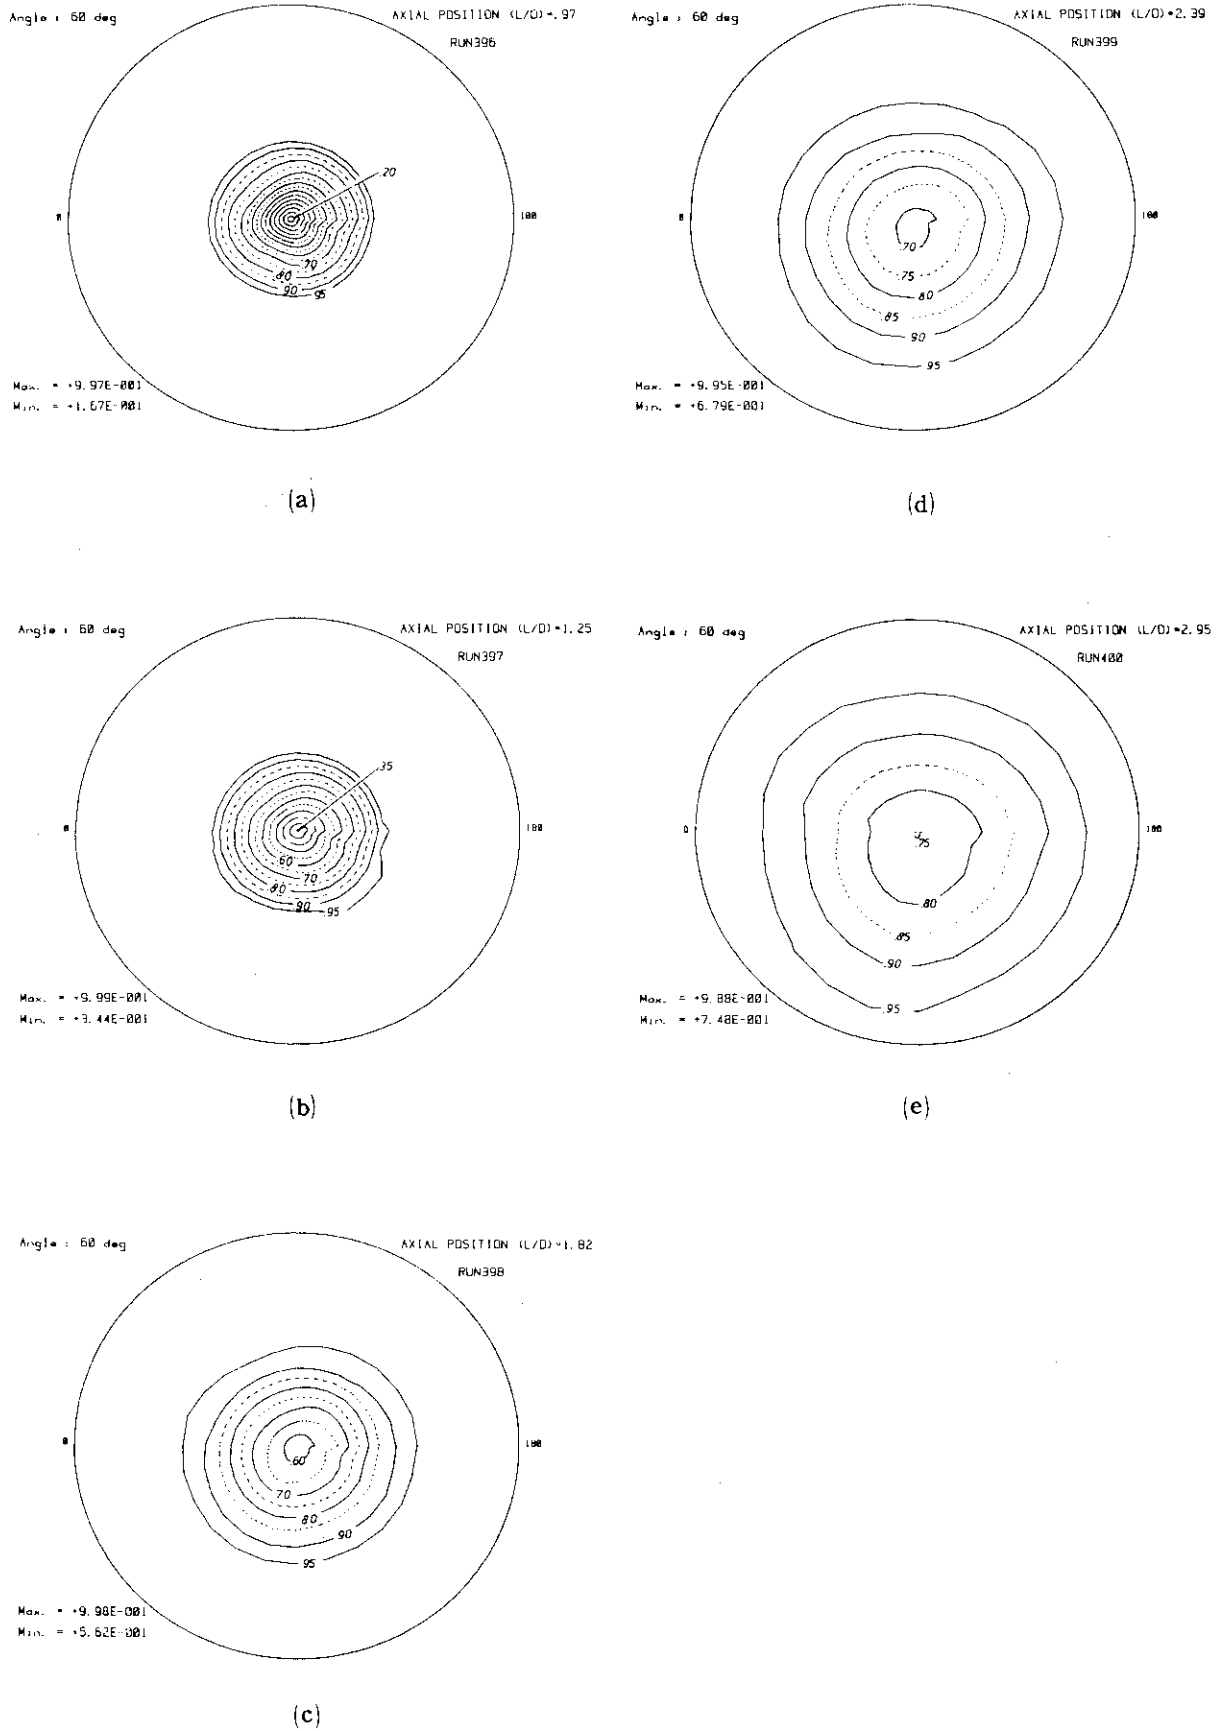 Angle : 60 deg
AXIAL POSITION (L/D)=.97
RUN396
.20
0
180
.70
.80
.90
.95
Max. = +9.97E-001
Min. = +1.67E-001
(a)
Angle : 60 deg
AXIAL POSITION (L/D)=1.25
RUN397
.35
0
180
.60
.70
.80
.90
.95
Max. = +9.99E-001
Min. = +3.44E-001
(b)
Angle : 60 deg
AXIAL POSITION (L/D)=1.82
RUN398
0
180
.60
.70
.80
.90
.95
Max. = +9.98E-001
Min. = +5.62E-001
(c)
Angle : 60 deg
AXIAL POSITION (L/D)=2.39
RUN399
0
180
.70
.75
.80
.85
.90
.95
Max. = +9.95E-001
Min. = +6.79E-001
(d)
Angle : 60 deg
AXIAL POSITION (L/D)=2.95
RUN400
0
180
.75
.80
.85
.90
.95
Max. = +9.88E-001
Min. = +7.48E-001
(e)